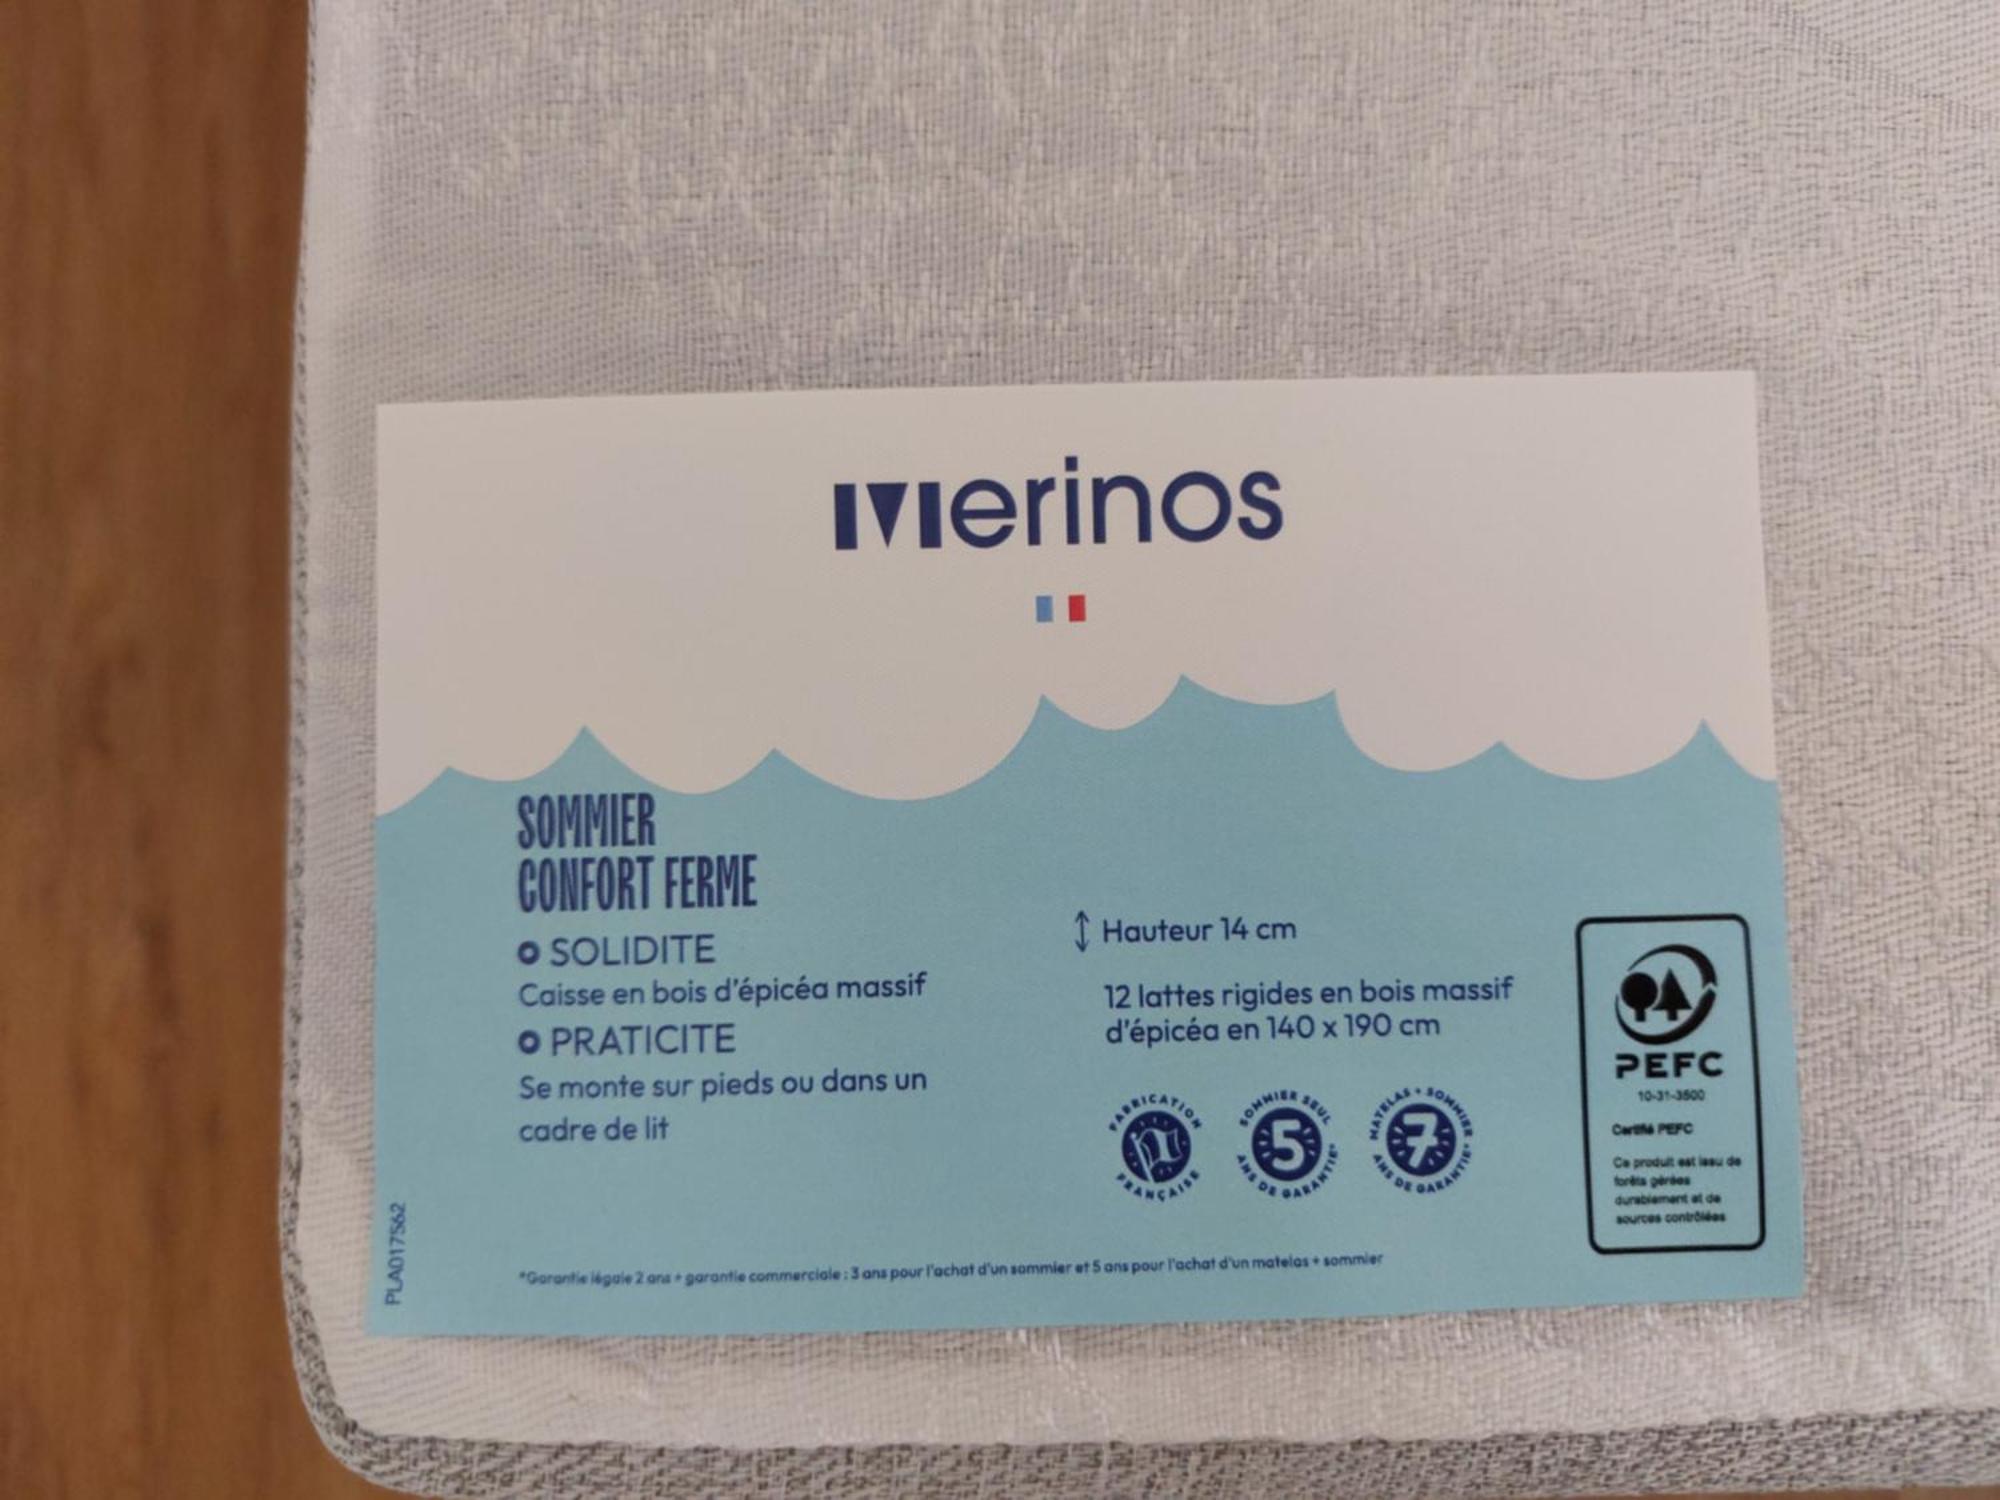 Merinos
SOMMIER
CONFORT FERME
SOLIDITE
Caisse en bois d'épicéa massif
PRATICITE
Se monte sur pieds ou dans un
cadre de lit
Hauteur 14 cm
12 lattes rigides en bois massif
d'épicéa en 140 x 190 cm
FABRICATION
FRANÇAISE
SOMMIER SEUL
5
ANS DE GARANTIE*
MATELAS + SOMMIER
7
ANS DE GARANTIE*
PEFC
10-31-3500
Certifié PEFC
Ce produit est issu de
forêts gérées
durablement et de
sources contrôlées
*Garantie légale 2 ans + garantie commerciale : 3 ans pour l'achat d'un sommier et 5 ans pour l'achat d'un matelas + sommier
PLA017562